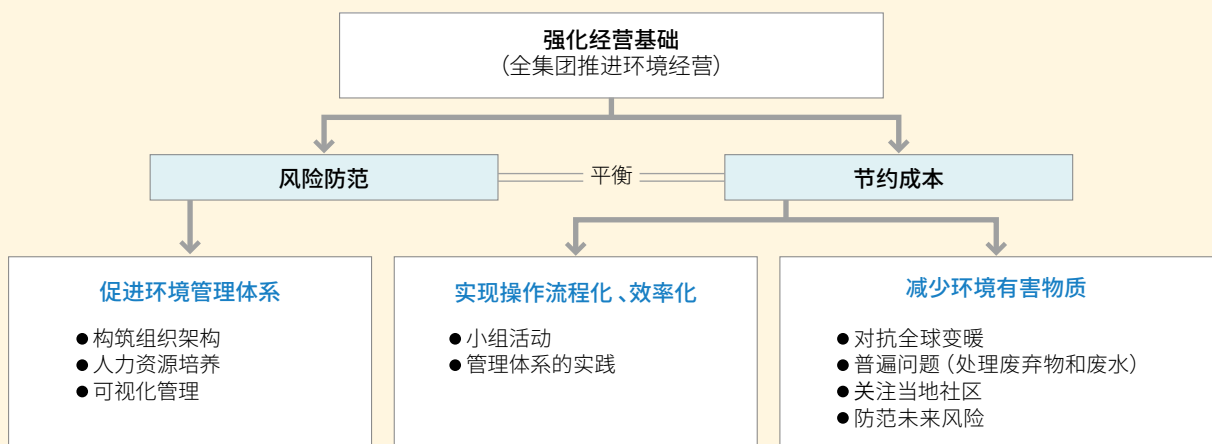 强化经营基础
（全集团推进环境经营）
风险防范
平衡
节约成本
促进环境管理体系
●构筑组织架构
●人力资源培养
●可视化管理
实现操作流程化、效率化
●小组活动
●管理体系的实践
减少环境有害物质
●对抗全球变暖
●普遍问题（处理废弃物和废水）
●关注当地社区
●防范未来风险